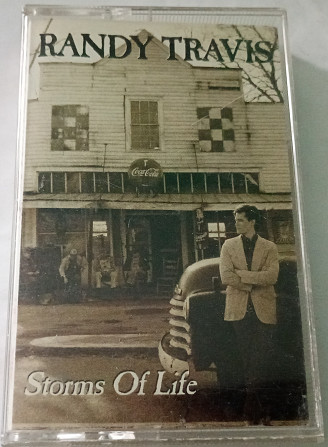 RANDY TRAVIS
Coca-Cola
Storms Of Life